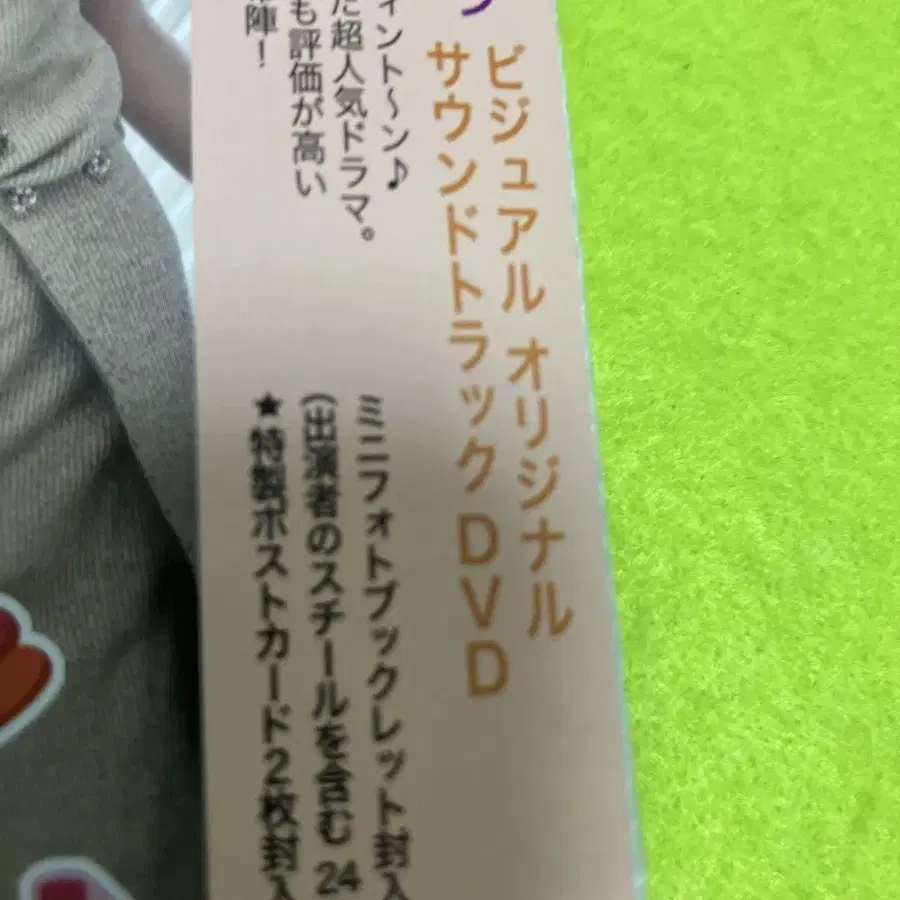 ビジュアル オリジナル
サウンドトラック DVD
ィント～ン♪
た超人気ドラマ。
も評価が高い
陣！
ミニフォトブックレット封入
(出演者のスチールを含む 24
★特製ポストカード2枚封入